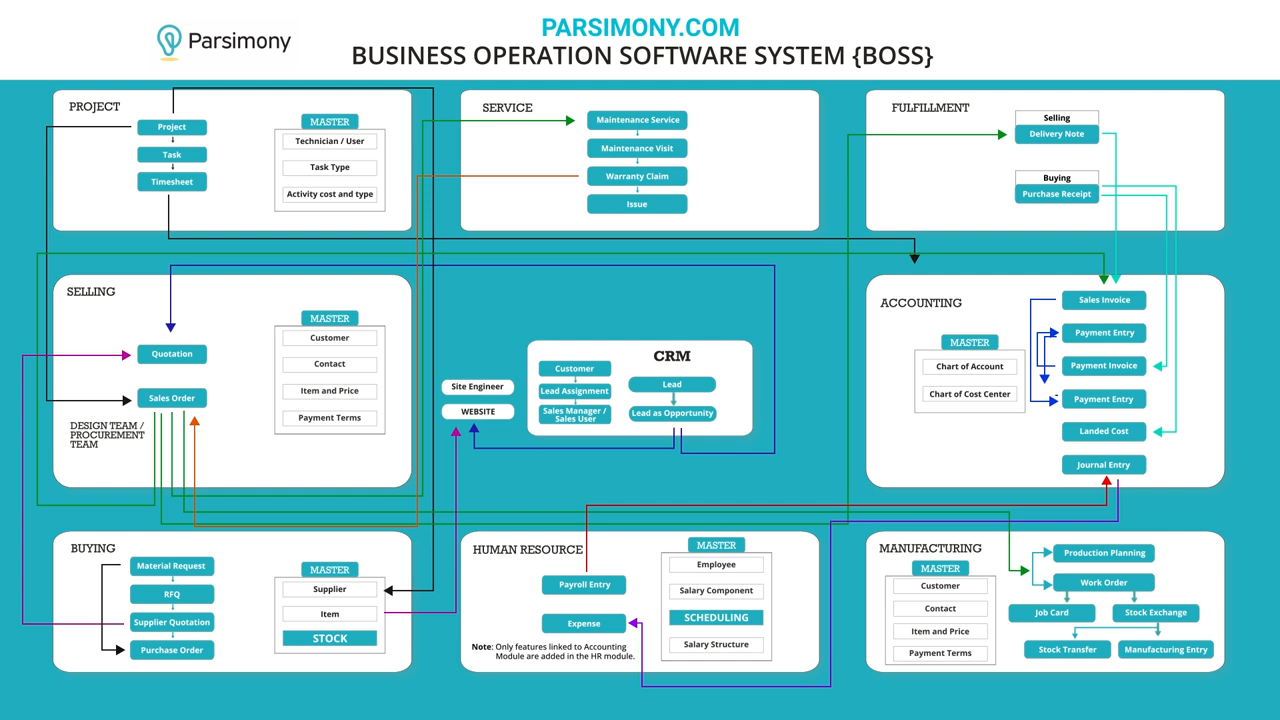 Parsimony
PARSIMONY.COM
BUSINESS OPERATION SOFTWARE SYSTEM {BOSS}
PROJECT
Project
Task
Timesheet
MASTER
Technician / User
Task Type
Activity cost and type
SERVICE
Maintenance Service
Maintenance Visit
Warranty Claim
Issue
FULFILLMENT
Selling
Delivery Note
Buying
Purchase Receipt
SELLING
Quotation
Sales Order
DESIGN TEAM /
PROCUREMENT
TEAM
MASTER
Customer
Contact
Item and Price
Payment Terms
Site Engineer
WEBSITE
CRM
Customer
Lead Assignment
Sales Manager /
Sales User
Lead
Lead as Opportunity
ACCOUNTING
MASTER
Chart of Account
Chart of Cost Center
Sales Invoice
Payment Entry
Payment Invoice
Payment Entry
Landed Cost
Journal Entry
BUYING
Material Request
RFQ
Supplier Quotation
Purchase Order
MASTER
Supplier
Item
STOCK
HUMAN RESOURCE
Payroll Entry
Expense
Note: Only features linked to Accounting
Module are added in the HR module.
MASTER
Employee
Salary Component
SCHEDULING
Salary Structure
MANUFACTURING
MASTER
Customer
Contact
Item and Price
Payment Terms
Production Planning
Work Order
Job Card
Stock Exchange
Stock Transfer
Manufacturing Entry